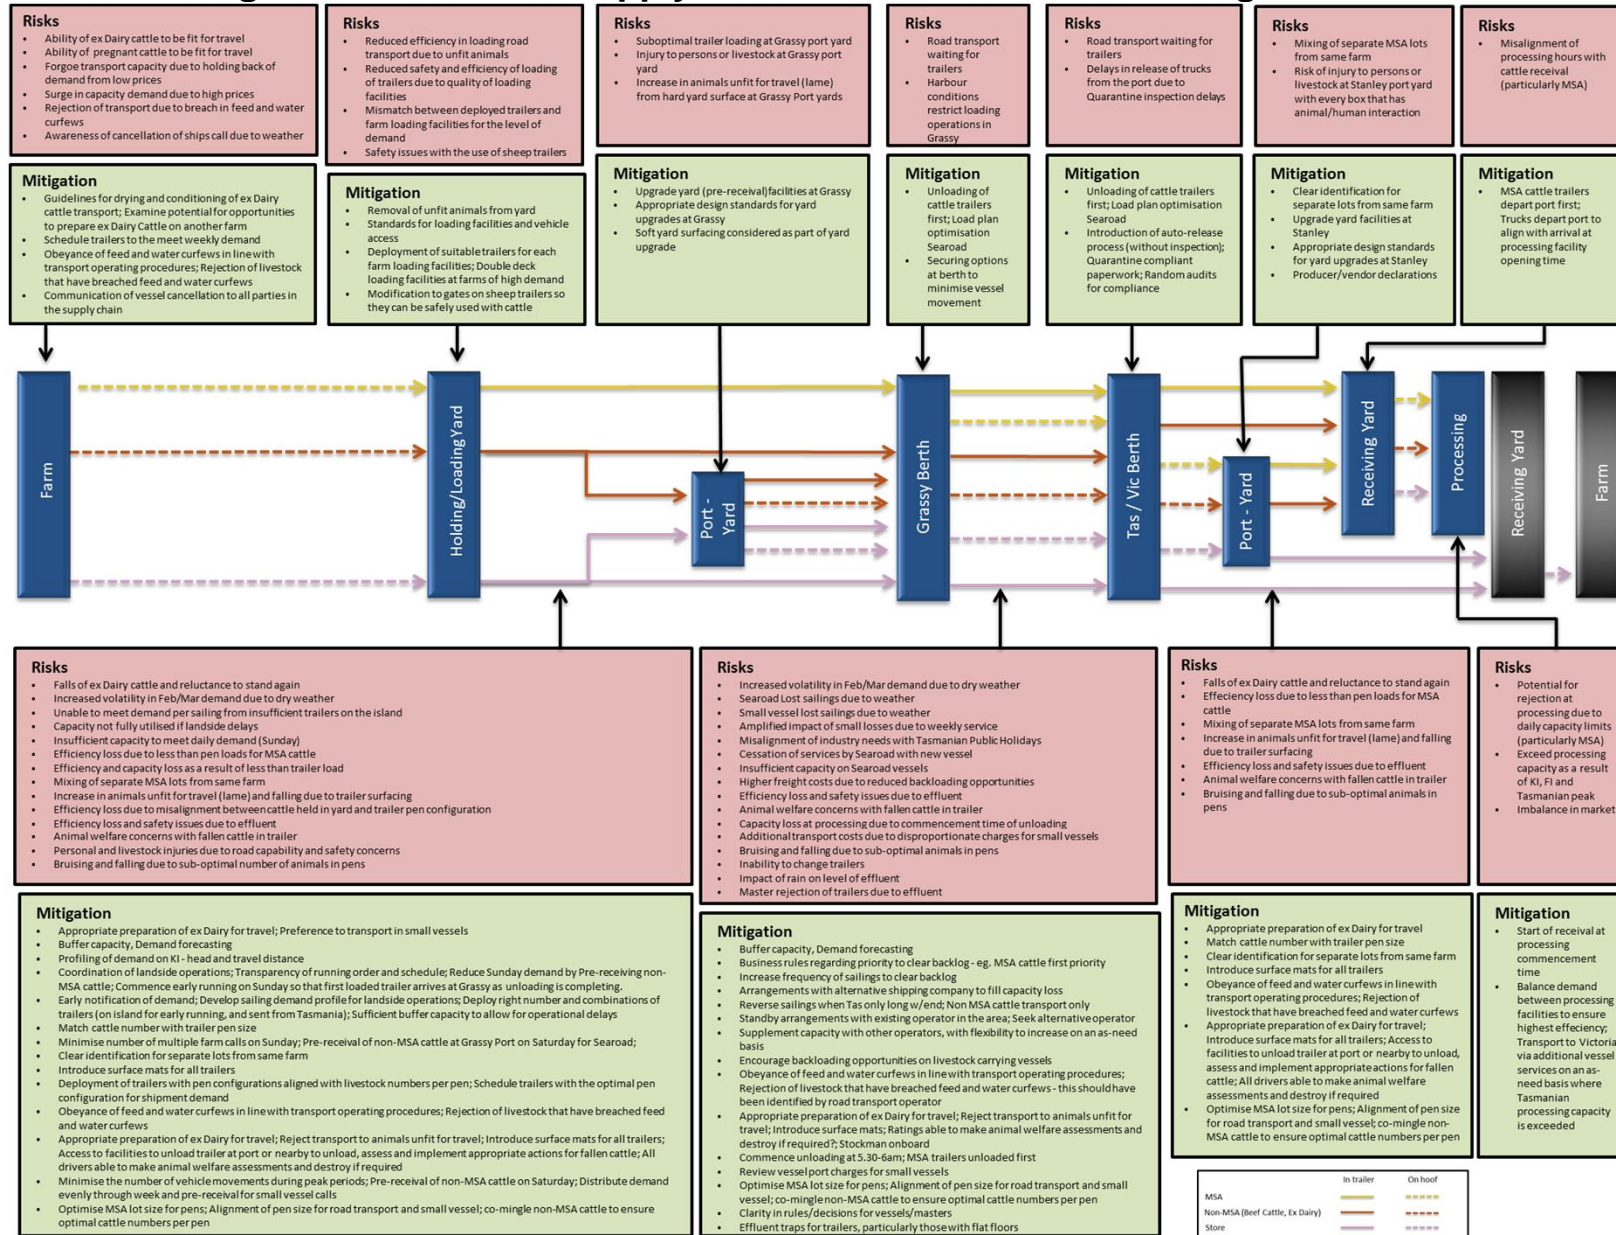 Risks
• Ability of ex Dairy cattle to be fit for travel
• Ability of pregnant cattle to be fit for travel
• Forgoe transport capacity due to holding back of
demand from low prices
• Surge in capacity demand due to high prices
• Rejection of transport due to breach in feed and water
curfews
• Awareness of cancellation of ships call due to weather
Risks
• Reduced efficiency in loading road
transport due to unfit animals
• Reduced safety and efficiency of loading
of trailers due to quality of loading
facilities
• Mismatch between deployed trailers and
farm loading facilities for the level of
demand
• Safety issues with the use of sheep trailers
Risks
• Suboptimal trailer loading at Grassy port yard
• Injury to persons or livestock at Grassy port
yard
• Increase in animals unfit for travel (lame)
from hard yard surface at Grassy Port yards
Risks
• Road transport
waiting for
trailers
• Harbour
conditions
restrict loading
operations in
Grassy
Risks
• Road transport waiting for
trailers
• Delays in release of trucks
from the port due to
Quarantine inspection delays
Risks
• Mixing of separate MSA lots
from same farm
• Risk of injury to persons or
livestock at Stanley port yard
with every box that has
animal/human interaction
Risks
• Misalignment of
processing hours with
cattle receival
(particularly MSA)
Mitigation
• Guidelines for drying and conditioning of ex Dairy
cattle transport; Examine potential for opportunities
to prepare ex Dairy Cattle on another farm
• Schedule trailers to the meet weekly demand
• Obeyance of feed and water curfews in line with
transport operating procedures; Rejection of livestock
that have breached feed and water curfews
• Communication of vessel cancellation to all parties in
the supply chain
Mitigation
• Removal of unfit animals from yard
• Standards for loading facilities and vehicle
access
• Deployment of suitable trailers for each
farm loading facilities; Double deck
loading facilities at farms of high demand
• Modification to gates on sheep trailers so
they can be safely used with cattle
Mitigation
• Upgrade yard (pre-receival)facilities at Grassy
• Appropriate design standards for yard
upgrades at Grassy
• Soft yard surfacing considered as part of yard
upgrade
Mitigation
• Unloading of
cattle trailers
first; Load plan
optimisation
Searoad
• Securing options
at berth to
minimise vessel
movement
Mitigation
• Unloading of cattle trailers
first; Load plan optimisation
Searoad
• Introduction of auto-release
process (without inspection);
Quarantine compliant
paperwork; Random audits
for compliance
Mitigation
• Clear identification for
separate lots from same farm
• Upgrade yard facilities at
Stanley
• Appropriate design standards
for yard upgrades at Stanley
• Producer/vendor declarations
Mitigation
• MSA cattle trailers
depart port first;
Trucks depart port to
align with arrival at
processing facility
opening time
Farm
Holding/Loading Yard
Port -
Yard
Grassy Berth
Tas / Vic Berth
Port - Yard
Receiving Yard
Processing
Receiving Yard
Farm
Risks
• Falls of ex Dairy cattle and reluctance to stand again
• Increased volatility in Feb/Mar demand due to dry weather
• Unable to meet demand per sailing from insufficient trailers on the island
• Capacity not fully utilised if landside delays
• Insufficient capacity to meet daily demand (Sunday)
• Efficiency loss due to less than pen loads for MSA cattle
• Efficiency and capacity loss as a result of less than trailer load
• Mixing of separate MSA lots from same farm
• Increase in animals unfit for travel (lame) and falling due to trailer surfacing
• Efficiency loss due to misalignment between cattle held in yard and trailer pen configuration
• Efficiency loss and safety issues due to effluent
• Animal welfare concerns with fallen cattle in trailer
• Personal and livestock injuries due to road capability and safety concerns
• Bruising and falling due to sub-optimal number of animals in pens
Risks
• Increased volatility in Feb/Mar demand due to dry weather
• Searoad Lost sailings due to weather
• Small vessel lost sailings due to weather
• Amplified impact of small losses due to weekly service
• Misalignment of industry needs with Tasmanian Public Holidays
• Cessation of services by Searoad with new vessel
• Insufficient capacity on Searoad vessels
• Higher freight costs due to reduced backloading opportunities
• Efficiency loss and safety issues due to effluent
• Animal welfare concerns with fallen cattle in trailer
• Capacity loss at processing due to commencement time of unloading
• Additional transport costs due to disproportionate charges for small vessels
• Bruising and falling due to sub-optimal animals in pens
• Inability to change trailers
• Impact of rain on level of effluent
• Master rejection of trailers due to effluent
Risks
• Falls of ex Dairy cattle and reluctance to stand again
• Effeciency loss due to less than pen loads for MSA
cattle
• Mixing of separate MSA lots from same farm
• Increase in animals unfit for travel (lame) and falling
due to trailer surfacing
• Efficiency loss and safety issues due to effluent
• Animal welfare concerns with fallen cattle in trailer
• Bruising and falling due to sub-optimal animals in
pens
Risks
• Potential for
rejection at
processing due to
daily capacity limits
(particularly MSA)
• Exceed processing
capacity as a result
of KI, FI and
Tasmanian peak
• Imbalance in market
Mitigation
• Appropriate preparation of ex Dairy for travel; Preference to transport in small vessels
• Buffer capacity, Demand forecasting
• Profiling of demand on KI - head and travel distance
• Coordination of landside operations; Transparency of running order and schedule; Reduce Sunday demand by Pre-receiving non-
MSA cattle; Commence early running on Sunday so that first loaded trailer arrives at Grassy as unloading is completing.
• Early notification of demand; Develop sailing demand profile for landside operations; Deploy right number and combinations of
trailers (on island for early running, and sent from Tasmania); Sufficient buffer capacity to allow for operational delays
• Match cattle number with trailer pen size
• Minimise number of multiple farm calls on Sunday; Pre-receival of non-MSA cattle at Grassy Port on Saturday for Searoad;
• Clear identification for separate lots from same farm
• Introduce surface mats for all trailers
• Deployment of trailers with pen configurations aligned with livestock numbers per pen; Schedule trailers with the optimal pen
configuration for shipment demand
• Obeyance of feed and water curfews in line with transport operating procedures; Rejection of livestock that have breached feed
and water curfews
• Appropriate preparation of ex Dairy for travel; Reject transport to animals unfit for travel; Introduce surface mats for all trailers;
Access to facilities to unload trailer at port or nearby to unload, assess and implement appropriate actions for fallen cattle; All
drivers able to make animal welfare assessments and destroy if required
• Minimise the number of vehicle movements during peak periods; Pre-receival of non-MSA cattle on Saturday; Distribute demand
evenly through week and pre-receival for small vessel calls
• Optimise MSA lot size for pens; Alignment of pen size for road transport and small vessel; co-mingle non-MSA cattle to ensure
optimal cattle numbers per pen
Mitigation
• Buffer capacity, Demand forecasting
• Business rules regarding priority to clear backlog - eg. MSA cattle first priority
• Increase frequency of sailings to clear backlog
• Arrangements with alternative shipping company to fill capacity loss
• Reverse sailings when Tas only long w/end; Non MSA cattle transport only
• Standby arrangements with existing operator in the area; Seek alternative operator
• Supplement capacity with other operators, with flexibility to increase on an as-need
basis
• Encourage backloading opportunities on livestock carrying vessels
• Obeyance of feed and water curfews in line with transport operating procedures;
Rejection of livestock that have breached feed and water curfews - this should have
been identified by road transport operator
• Appropriate preparation of ex Dairy for travel; Reject transport to animals unfit for
travel; Introduce surface mats; Ratings able to make animal welfare assessments and
destroy if required?; Stockman onboard
• Commence unloading at 5.30-6am; MSA trailers unloaded first
• Review vessel port charges for small vessels
• Optimise MSA lot size for pens; Alignment of pen size for road transport and small
vessel; co-mingle non-MSA cattle to ensure optimal cattle numbers per pen
• Clarity in rules/decisions for vessels/masters
• Effluent traps for trailers, particularly those with flat floors
Mitigation
• Appropriate preparation of ex Dairy for travel
• Match cattle number with trailer pen size
• Clear identification for separate lots from same farm
• Introduce surface mats for all trailers
• Obeyance of feed and water curfews in line with
transport operating procedures; Rejection of
livestock that have breached feed and water curfews
• Appropriate preparation of ex Dairy for travel;
Introduce surface mats for all trailers; Access to
facilities to unload trailer at port or nearby to unload,
assess and implement appropriate actions for fallen
cattle; All drivers able to make animal welfare
assessments and destroy if required
• Optimise MSA lot size for pens; Alignment of pen size
for road transport and small vessel; co-mingle non-
MSA cattle to ensure optimal cattle numbers per pen
Mitigation
• Start of receival at
processing
commencement
time
• Balance demand
between processing
facilities to ensure
highest effeciency;
Transport to Victoria
via additional vessel
services on an as-
need basis where
Tasmanian
processing capacity
is exceeded
In trailer On hoof
MSA
Non-MSA (Beef Cattle, Ex Dairy)
Store